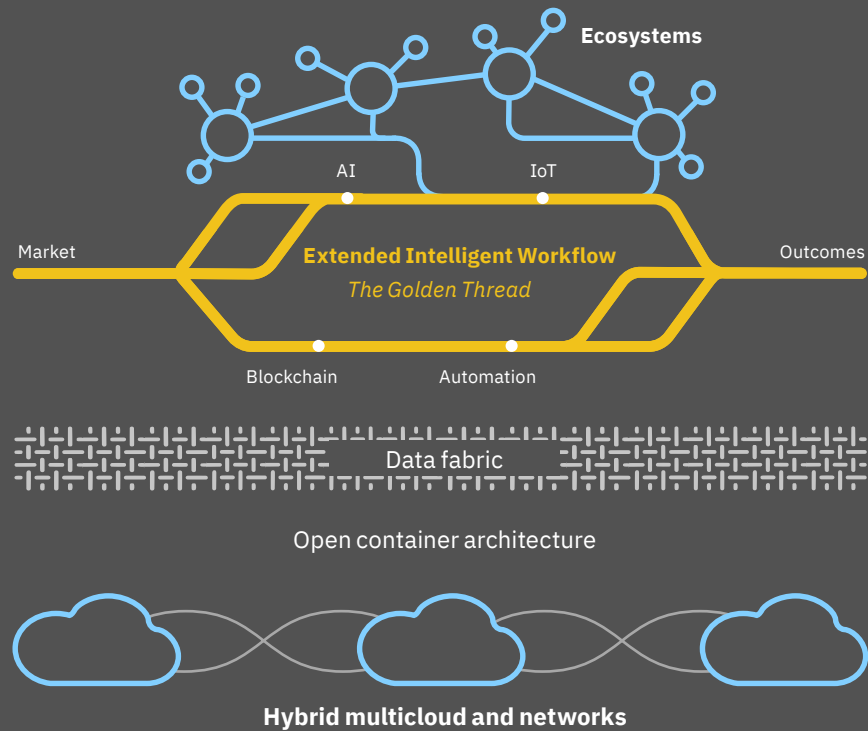 Ecosystems
AI
IoT
Market
Extended Intelligent Workflow
Outcomes
The Golden Thread
Blockchain
Automation
Data fabric
Open container architecture
Hybrid multicloud and networks